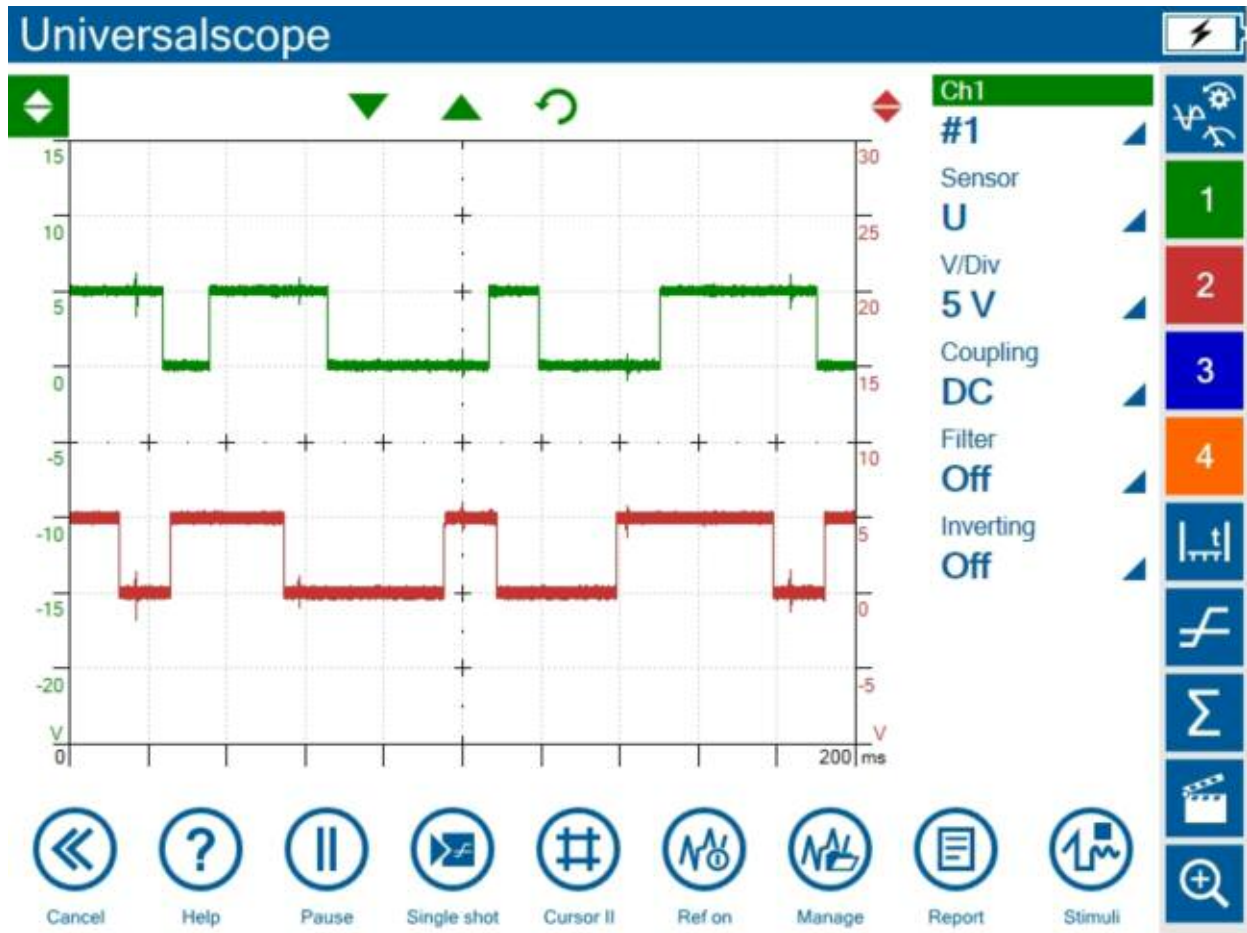 Universalscope
Ch1
#1
Sensor
U
V/Div
5 V
Coupling
DC
Filter
Off
Inverting
Off
1
2
3
4
t
15
10
5
0
-5
-10
-15
-20
V
30
25
20
15
10
5
0
-5
V
0
200 ms
Cancel
Help
Pause
Single shot
Cursor II
Ref on
Manage
Report
Stimuli